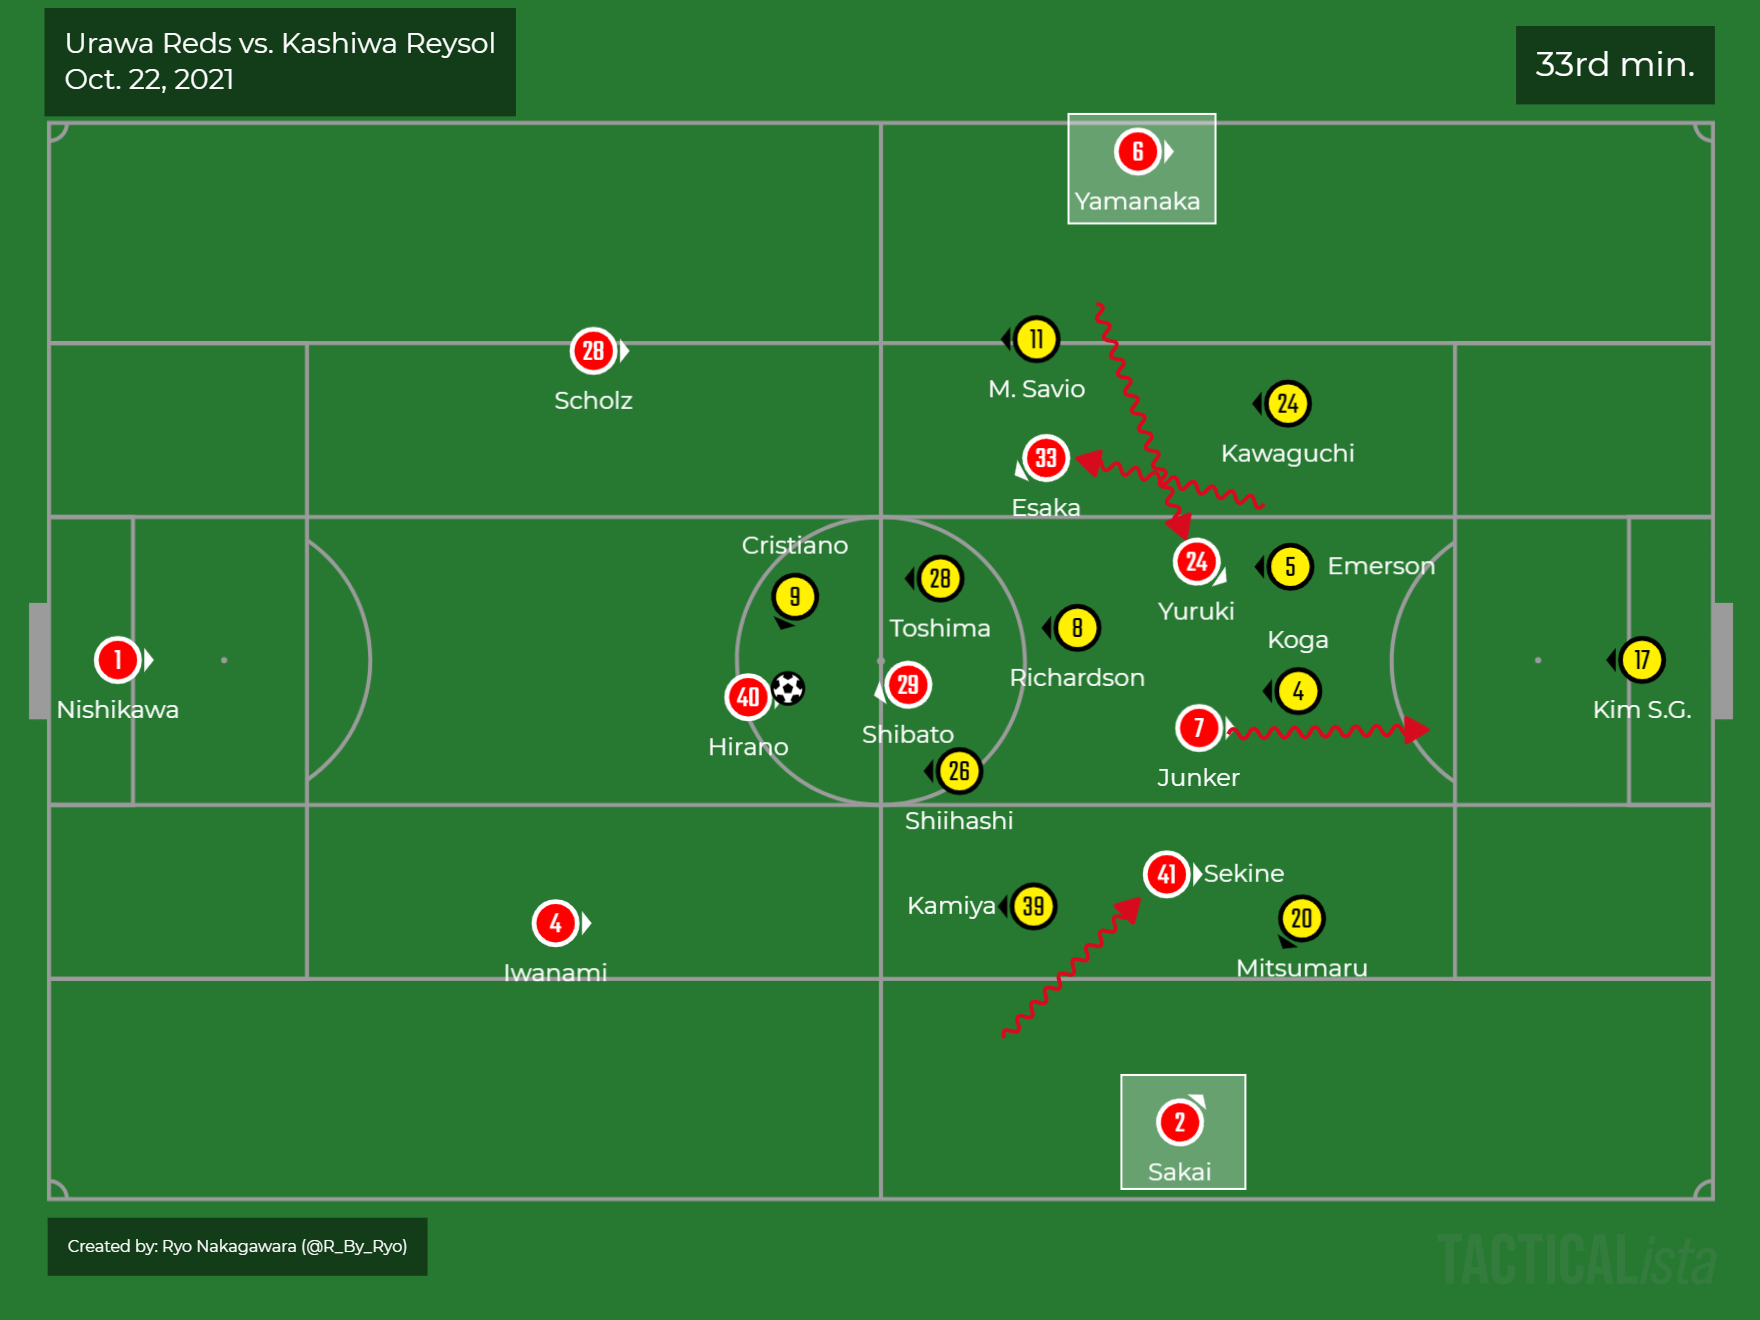 Urawa Reds vs. Kashiwa Reysol
Oct. 22, 2021
33rd min.
6
Yamanaka
28
Scholz
11
M. Savio
24
Kawaguchi
33
Esaka
Cristiano
9
28
Toshima
24
Yuruki
5
Emerson
8
Richardson
Koga
4
1
Nishikawa
17
Kim S.G.
40
Hirano
29
Shibato
7
Junker
26
Shiihashi
41
Sekine
Kamiya
39
20
Mitsumaru
4
Iwanami
2
Sakai
Created by: Ryo Nakagawara (@R_By_Ryo)
TACTICALista